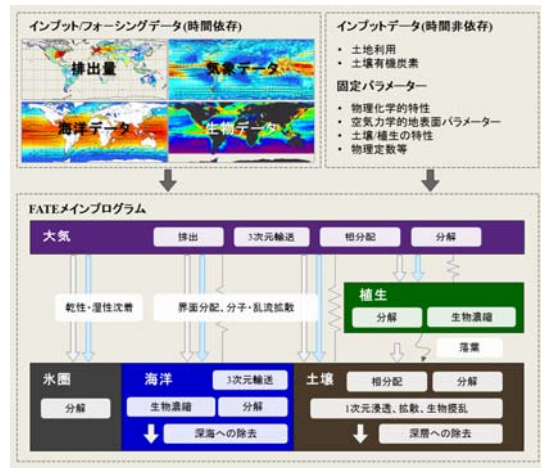 インプット/フォーシングデータ(時間依存)
排出量
気象データ
海洋データ
生物データ
インプットデータ(時間非依存)
• 土地利用
• 土壌有機炭素
固定パラメーター
• 物理化学的特性
• 空気力学的地表面パラメーター
• 土壌/植生の特性
• 物理定数等
FATEメインプログラム
大気
排出
3次元輸送
相分配
分解
乾性・湿性沈着
界面分配、分子・乱流拡散
植生
分解
生物濃縮
落葉
氷圏
分解
海洋
3次元輸送
生物濃縮
分解
深海への除去
土壌
相分配
分解
1次元浸透、拡散、生物擾乱
深層への除去